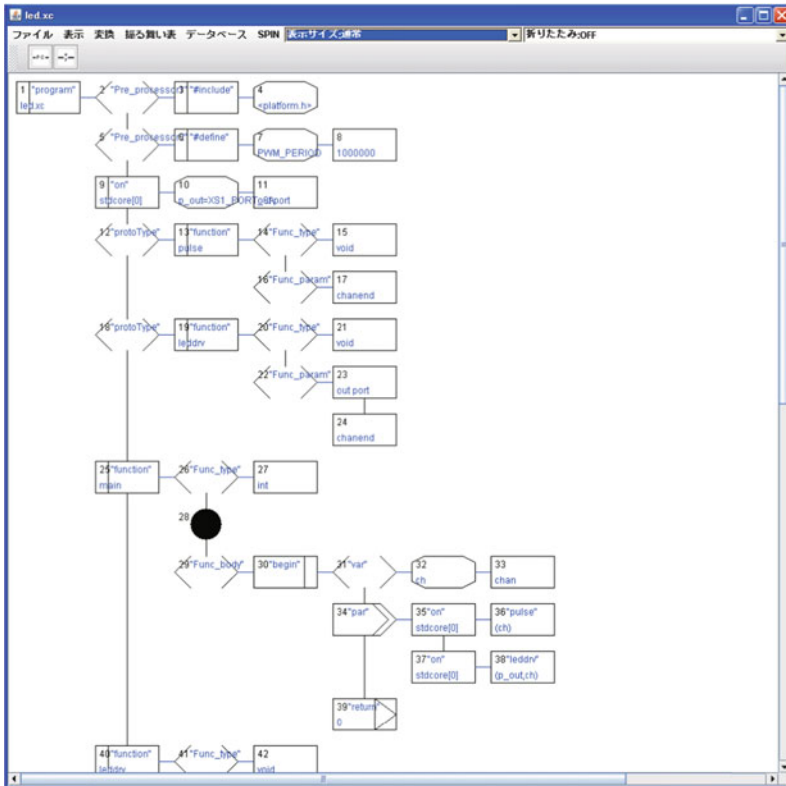 led.xc
ファイル 表示 変換 振る舞い表 データベース SPIN 表示サイズ:通常 折りたたみ:OFF
1 "program" 2 "Pre_processor" 3 "#include" 4
led.xc <platform.h>
5 "Pre_processor" 6 "#define" 7 8
PWM_PERIOD 1000000
9 "on" 10 11
stdcore[0] p_out=XS1_PORT port
12 "protoType" 13 "function" 14 "Func_type" 15
pulse void
16 "Func_param" 17
chanend
18 "protoType" 19 "function" 20 "Func_type" 21
leddrv void
22 "Func_param" 23
out port
24
chanend
25 "function" 26 "Func_type" 27
main int
28
29 "Func_body" 30 "begin" 31 "var" 32 33
ch chan
34 "par" 35 "on" 36 "pulse"
stdcore[0] (ch)
37 "on" 38 "leddrv"
stdcore[0] (p_out,ch)
39 "return"
0
40 "function" 41 "Func_type" 42
leddrv void